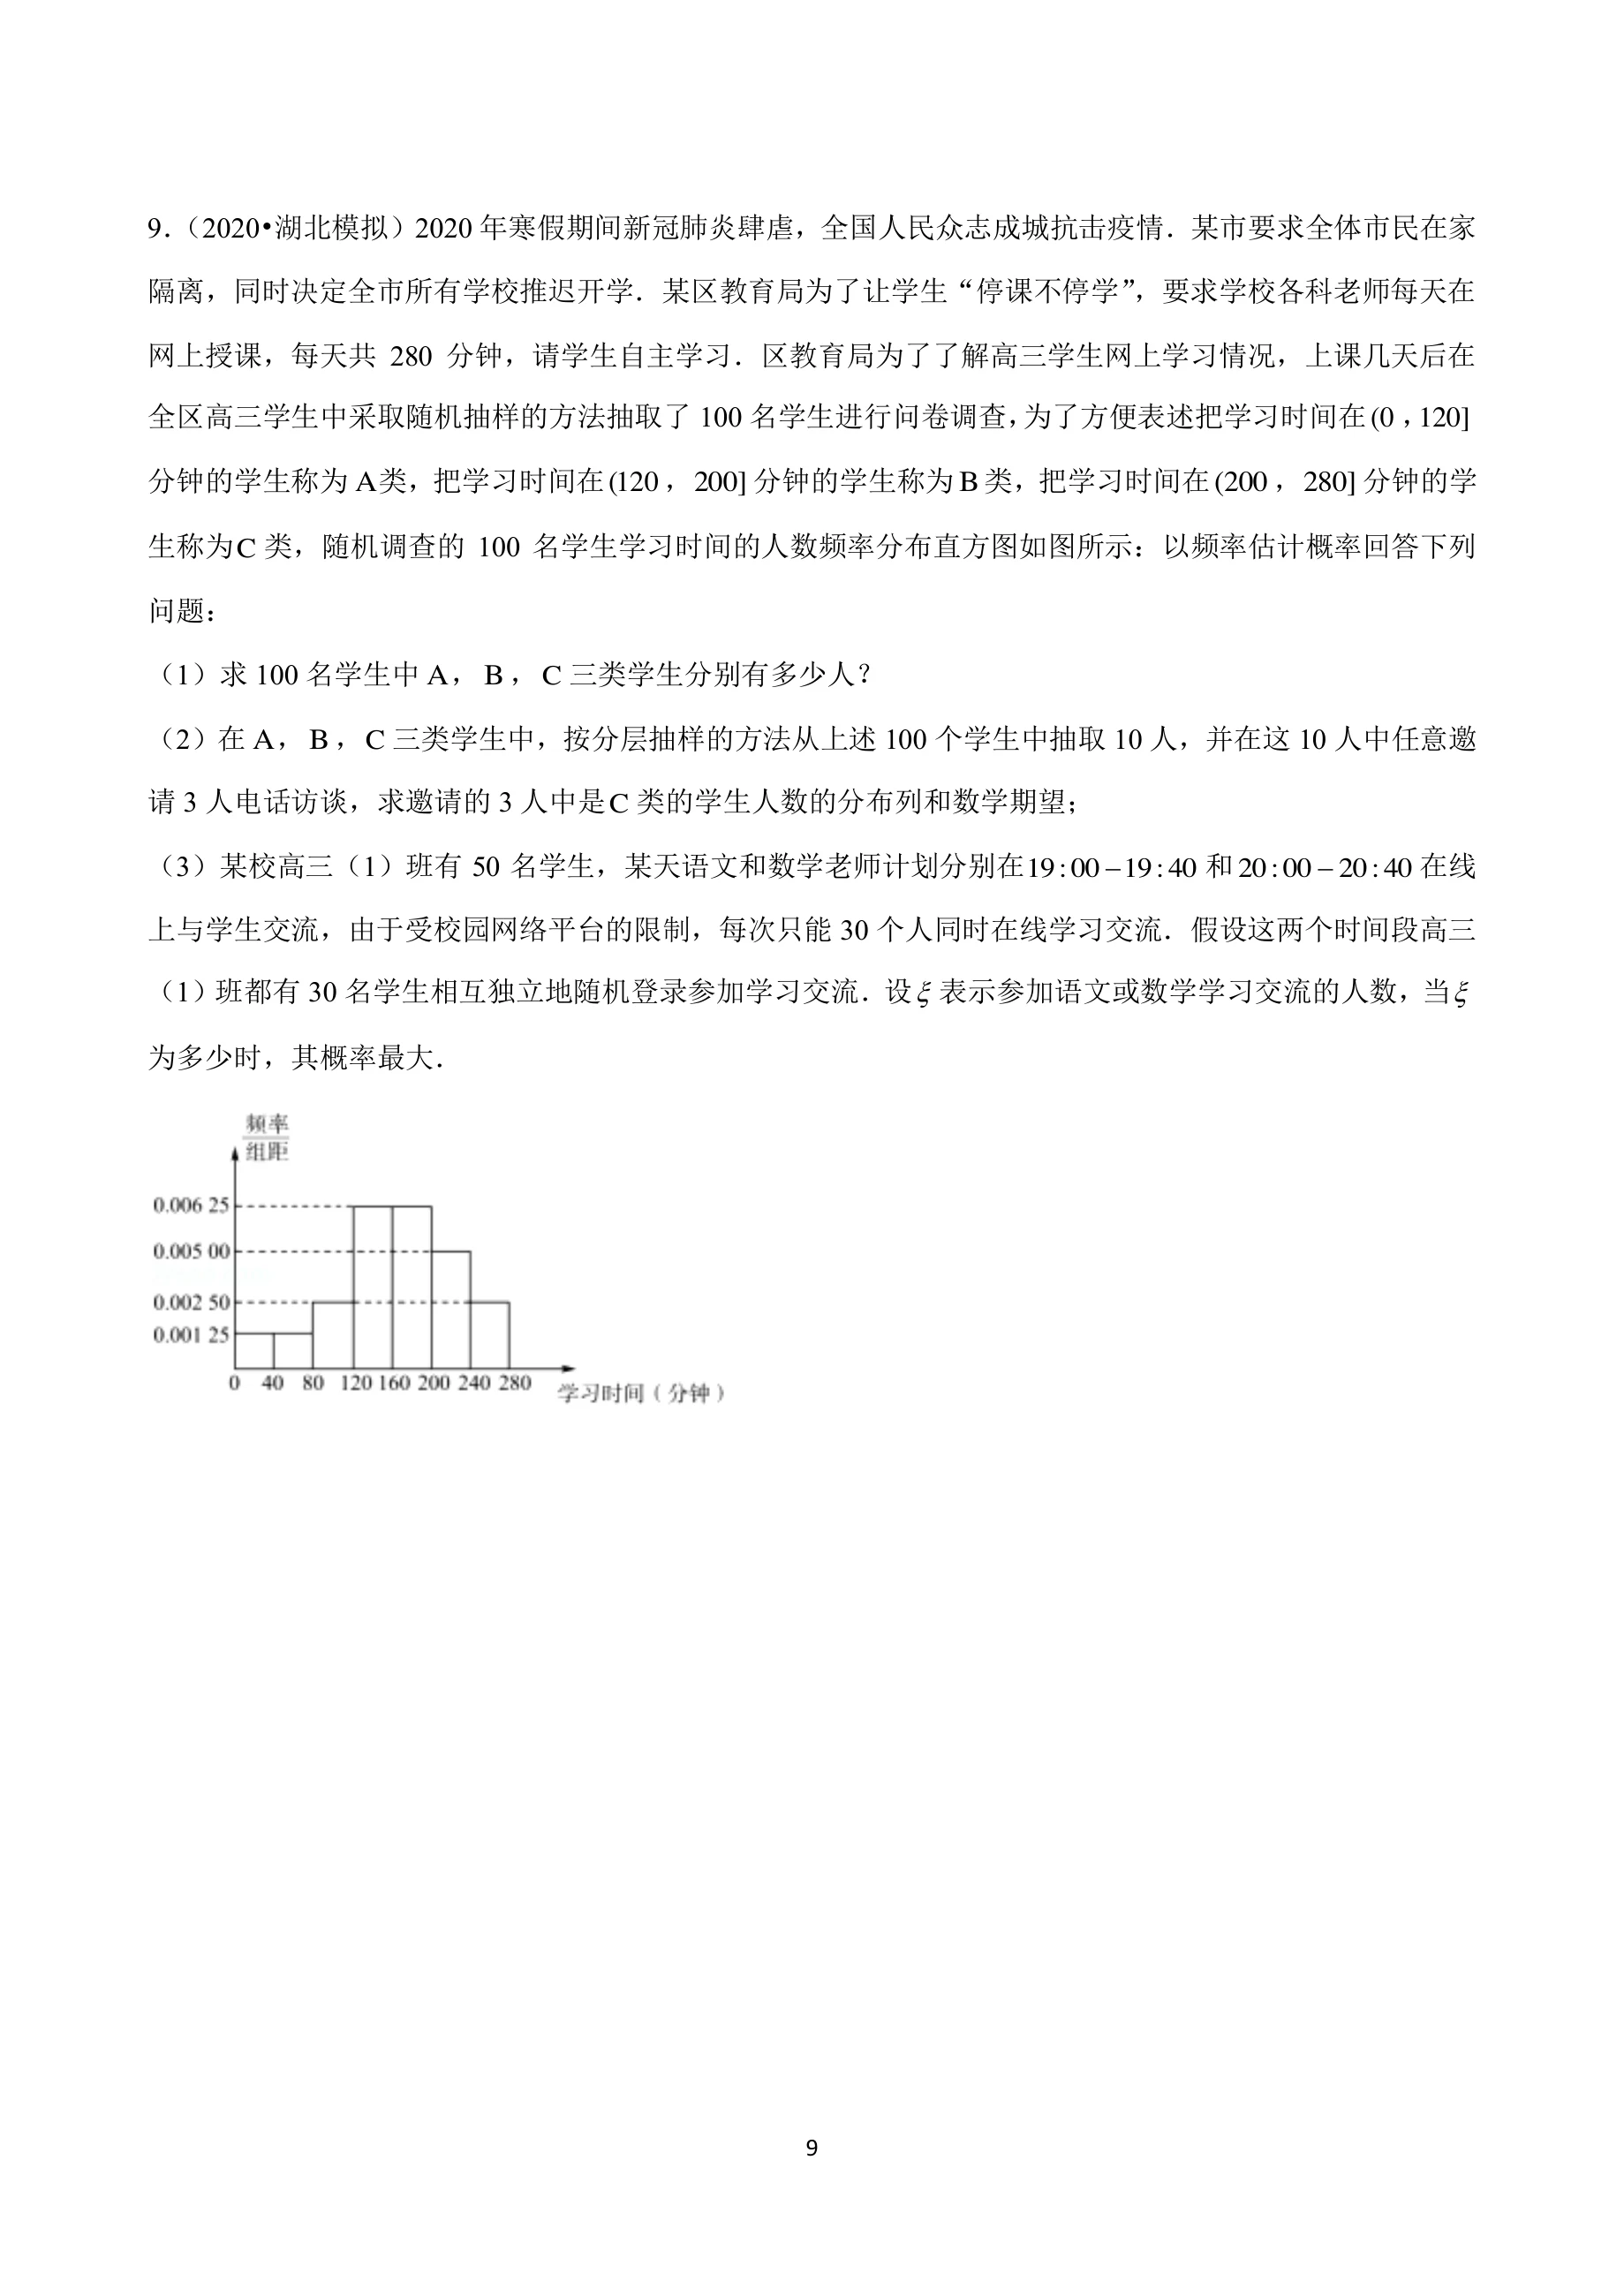 9．（2020•湖北模拟）2020 年寒假期间新冠肺炎肆虐，全国人民众志成城抗击疫情．某市要求全体市民在家
隔离，同时决定全市所有学校推迟开学．某区教育局为了让学生“停课不停学”，要求学校各科老师每天在
网上授课，每天共 280 分钟，请学生自主学习．区教育局为了了解高三学生网上学习情况，上课几天后在
全区高三学生中采取随机抽样的方法抽取了 100 名学生进行问卷调查，为了方便表述把学习时间在 (0，120]
分钟的学生称为 A 类，把学习时间在 (120，200] 分钟的学生称为 B 类，把学习时间在 (200，280] 分钟的学
生称为 C 类，随机调查的 100 名学生学习时间的人数频率分布直方图如图所示：以频率估计概率回答下列
问题：
（1）求 100 名学生中 A，B，C 三类学生分别有多少人？
（2）在 A，B，C 三类学生中，按分层抽样的方法从上述 100 个学生中抽取 10 人，并在这 10 人中任意邀
请 3 人电话访谈，求邀请的 3 人中是 C 类的学生人数的分布列和数学期望；
（3）某校高三（1）班有 50 名学生，某天语文和数学老师计划分别在 19:00－19:40 和 20:00－20:40 在线
上与学生交流，由于受校园网络平台的限制，每次只能 30 个人同时在线学习交流．假设这两个时间段高三
（1）班都有 30 名学生相互独立地随机登录参加学习交流．设 ξ 表示参加语文或数学学习交流的人数，当 ξ
为多少时，其概率最大．
频率
组距
0.006 25
0.005 00
0.002 50
0.001 25
0 40 80 120 160 200 240 280
学习时间（分钟）
9